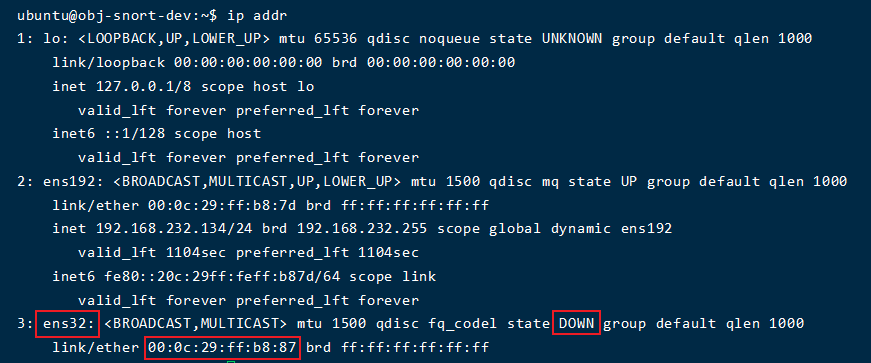 ubuntu@obj-snort-dev:~$ ip addr
1: lo: <LOOPBACK,UP,LOWER_UP> mtu 65536 qdisc noqueue state UNKNOWN group default qlen 1000
link/loopback 00:00:00:00:00:00 brd 00:00:00:00:00:00
inet 127.0.0.1/8 scope host lo
valid_lft forever preferred_lft forever
inet6 ::1/128 scope host
valid_lft forever preferred_lft forever
2: ens192: <BROADCAST,MULTICAST,UP,LOWER_UP> mtu 1500 qdisc mq state UP group default qlen 1000
link/ether 00:0c:29:ff:b8:7d brd ff:ff:ff:ff:ff:ff
inet 192.168.232.134/24 brd 192.168.232.255 scope global dynamic ens192
valid_lft 1104sec preferred_lft 1104sec
inet6 fe80::20c:29ff:feff:b87d/64 scope link
valid_lft forever preferred_lft forever
3: ens32: <BROADCAST,MULTICAST> mtu 1500 qdisc fq_codel state DOWN group default qlen 1000
link/ether 00:0c:29:ff:b8:87 brd ff:ff:ff:ff:ff:ff